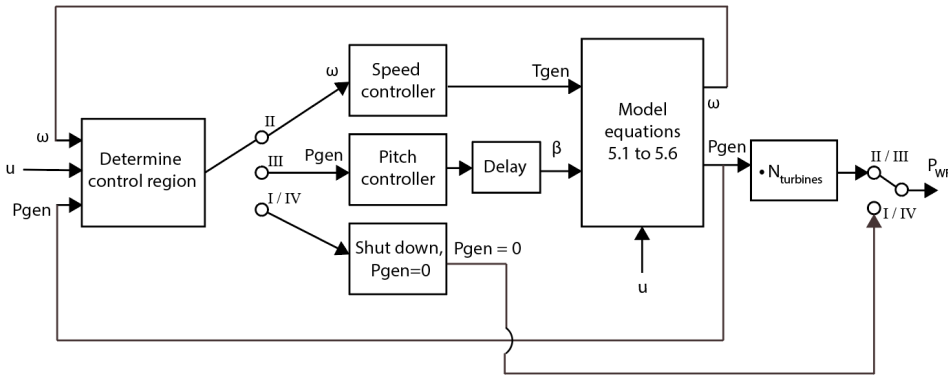 ω
u
Pgen
Determine
control region
II
III
I / IV
ω
Pgen
Speed
controller
Pitch
controller
Shut down,
Pgen=0
Delay
Tgen
β
Pgen = 0
Model
equations
5.1 to 5.6
u
ω
Pgen
• Nturbines
II / III
I / IV